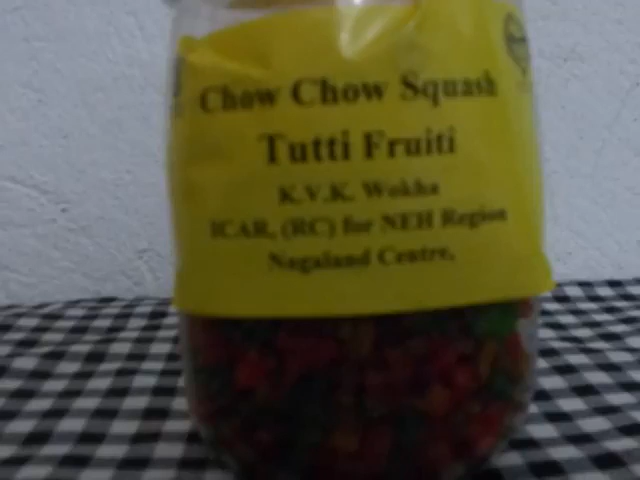 Chow Chow Squash
Tutti Fruiti
K.V.K. Wokha
ICAR, (RC) for NEH Region
Nagaland Centre,